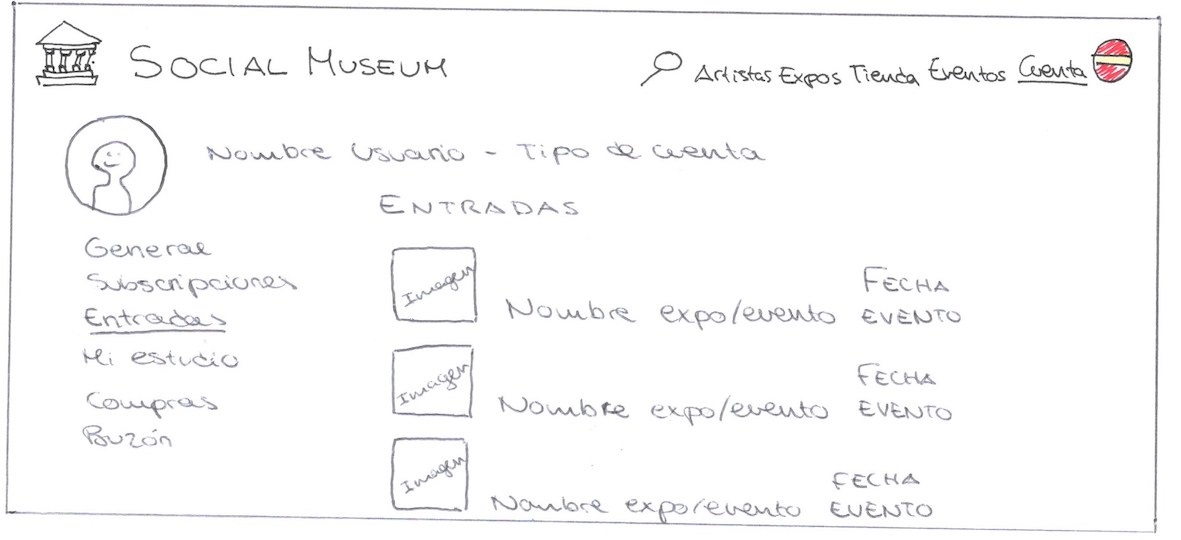 SOCIAL MUSEUM
Artistas Expos Tienda Eventos Cuenta
Nombre Usuario - Tipo de cuenta
ENTRADAS
General
Subscripciones
Entradas
Mi estudio
Compras
Buzón
Imagen
Nombre expo/evento
FECHA
EVENTO
Imagen
Nombre expo/evento
FECHA
EVENTO
Imagen
Nombre expo/evento
FECHA
EVENTO